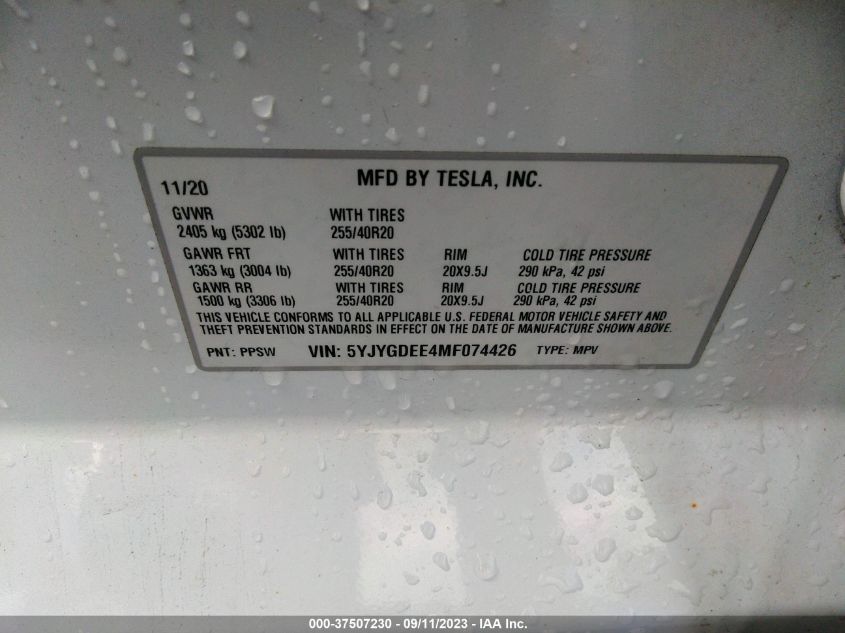 11/20 MFD BY TESLA, INC.
GVWR WITH TIRES
2405 kg (5302 lb) 255/40R20
GAWR FRT WITH TIRES RIM COLD TIRE PRESSURE
1363 kg (3004 lb) 255/40R20 20X9.5J 290 kPa, 42 psi
GAWR RR WITH TIRES RIM COLD TIRE PRESSURE
1500 kg (3306 lb) 255/40R20 20X9.5J 290 kPa, 42 psi
THIS VEHICLE CONFORMS TO ALL APPLICABLE U.S. FEDERAL MOTOR VEHICLE SAFETY AND
THEFT PREVENTION STANDARDS IN EFFECT ON THE DATE OF MANUFACTURE SHOWN ABOVE.
PNT: PPSW VIN: 5YJYGDEE4MF074426 TYPE: MPV
000-37507230 - 09/11/2023 - IAA Inc.